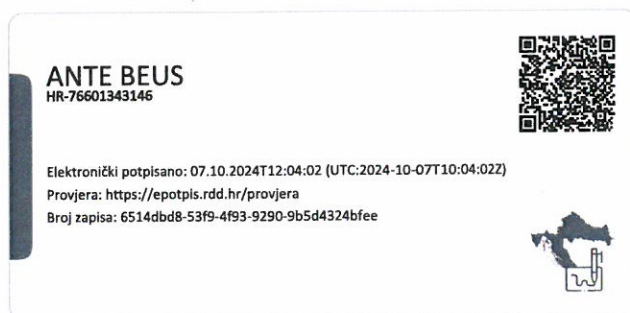 ANTE BEUS
HR-76601343146
Elektronički potpisano: 07.10.2024T12:04:02 (UTC:2024-10-07T10:04:02Z)
Provjera: https://epotpis.rdd.hr/provjera
Broj zapisa: 6514dbd8-53f9-4f93-9290-9b5d4324bfee